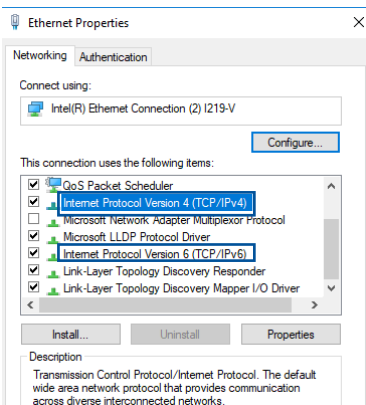 Ethernet Properties
Networking Authentication
Connect using:
Intel(R) Ethernet Connection (2) I219-V
Configure...
This connection uses the following items:
QoS Packet Scheduler
Internet Protocol Version 4 (TCP/IPv4)
Microsoft Network Adapter Multiplexor Protocol
Microsoft LLDP Protocol Driver
Internet Protocol Version 6 (TCP/IPv6)
Link-Layer Topology Discovery Responder
Link-Layer Topology Discovery Mapper I/O Driver
Install... Uninstall Properties
Description
Transmission Control Protocol/Internet Protocol. The default
wide area network protocol that provides communication
across diverse interconnected networks.